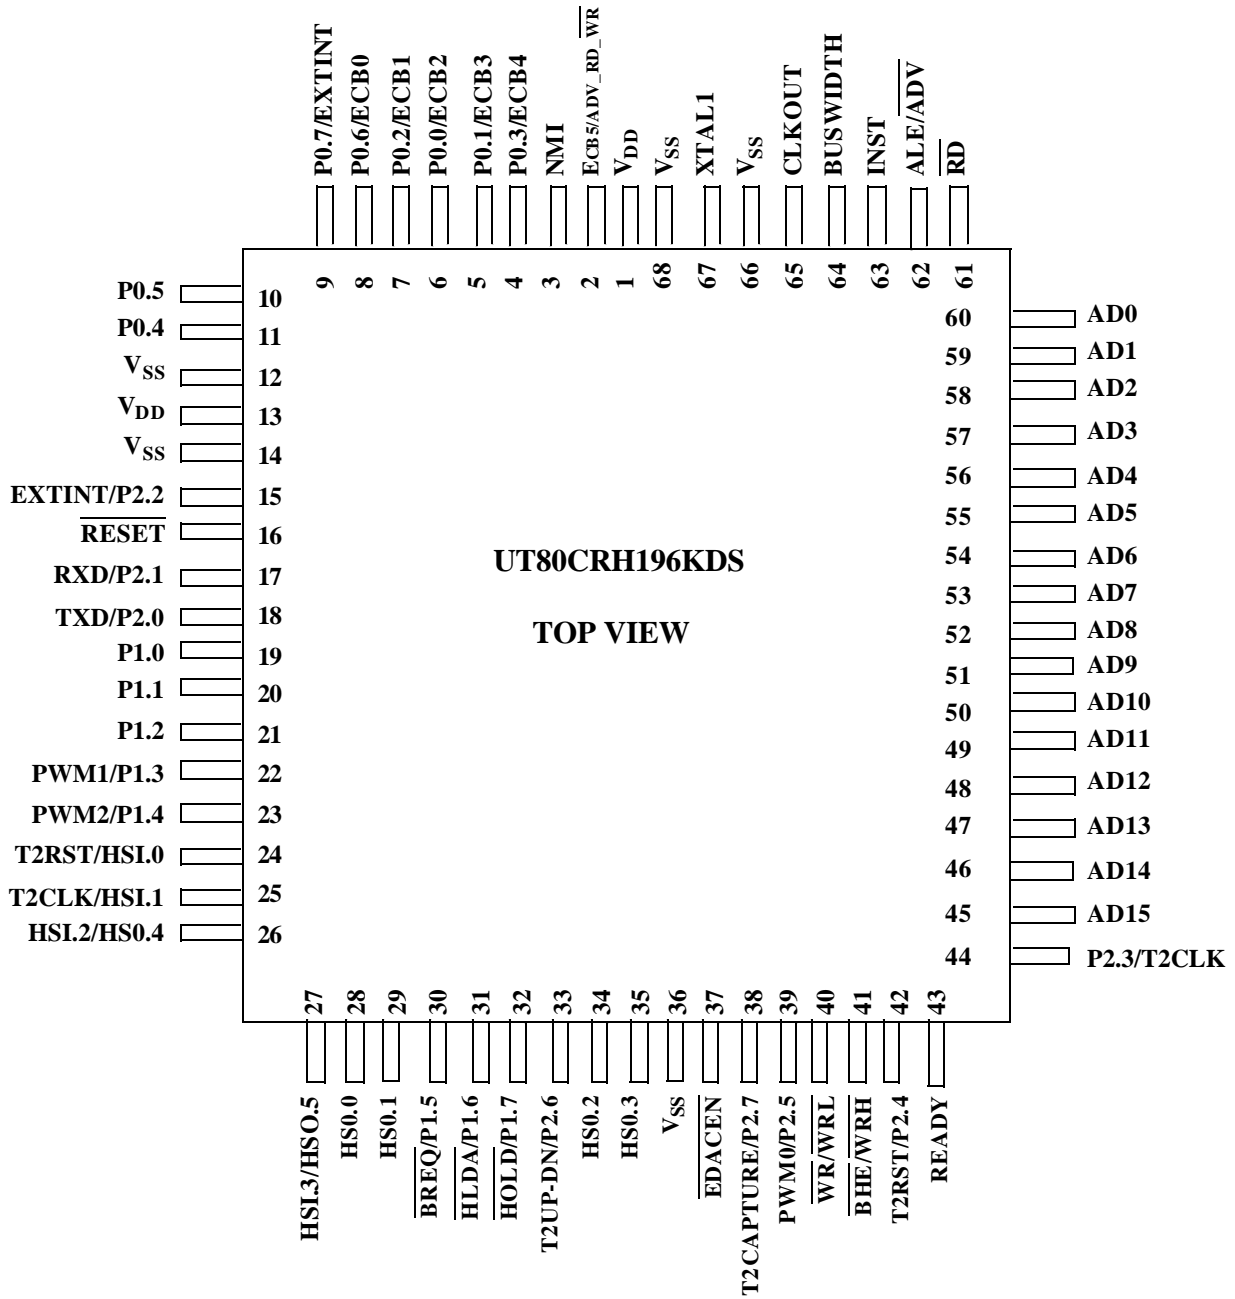 P0.7/EXTINT
P0.6/ECB0
P0.2/ECB1
P0.0/ECB2
P0.1/ECB3
P0.3/ECB4
NMI
ECB5/ADV_RD_WR
VDD
VSS
XTAL1
VSS
CLKOUT
BUSWIDTH
INST
ALE/ADV
RD
9 8 7 6 5 4 3 2 1 68 67 66 65 64 63 62 61
P0.5 10
P0.4 11
VSS 12
VDD 13
VSS 14
EXTINT/P2.2 15
RESET 16
RXD/P2.1 17
TXD/P2.0 18
P1.0 19
P1.1 20
P1.2 21
PWM1/P1.3 22
PWM2/P1.4 23
T2RST/HSI.0 24
T2CLK/HSI.1 25
HSI.2/HS0.4 26
UT80CRH196KDS
TOP VIEW
60 AD0
59 AD1
58 AD2
57 AD3
56 AD4
55 AD5
54 AD6
53 AD7
52 AD8
51 AD9
50 AD10
49 AD11
48 AD12
47 AD13
46 AD14
45 AD15
44 P2.3/T2CLK
27 28 29 30 31 32 33 34 35 36 37 38 39 40 41 42 43
HSI.3/HSO.5
HS0.0
HS0.1
BREQ/P1.5
HLDA/P1.6
HOLD/P1.7
T2UP-DN/P2.6
HS0.2
HS0.3
VSS
EDACEN
T2CAPTURE/P2.7
PWM0/P2.5
WR/WRL
BHE/WRH
T2RST/P2.4
READY